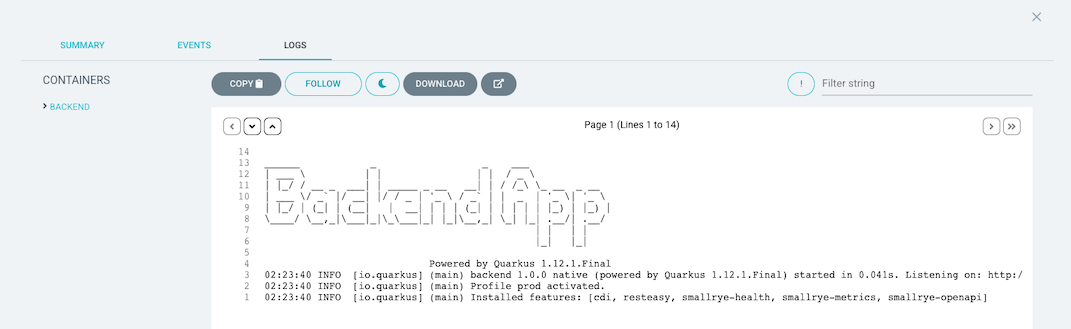 SUMMARY
EVENTS
LOGS
CONTAINERS
BACKEND
COPY
FOLLOW
DOWNLOAD
!
Filter string
Page 1 (Lines 1 to 14)
14
13
12
11
10
9
8
7
6
BackendApp
5
4 Powered by Quarkus 1.12.1.Final
3 02:23:40 INFO [io.quarkus] (main) backend 1.0.0 native (powered by Quarkus 1.12.1.Final) started in 0.041s. Listening on: http:/
2 02:23:40 INFO [io.quarkus] (main) Profile prod activated.
1 02:23:40 INFO [io.quarkus] (main) Installed features: [cdi, resteasy, smallrye-health, smallrye-metrics, smallrye-openapi]